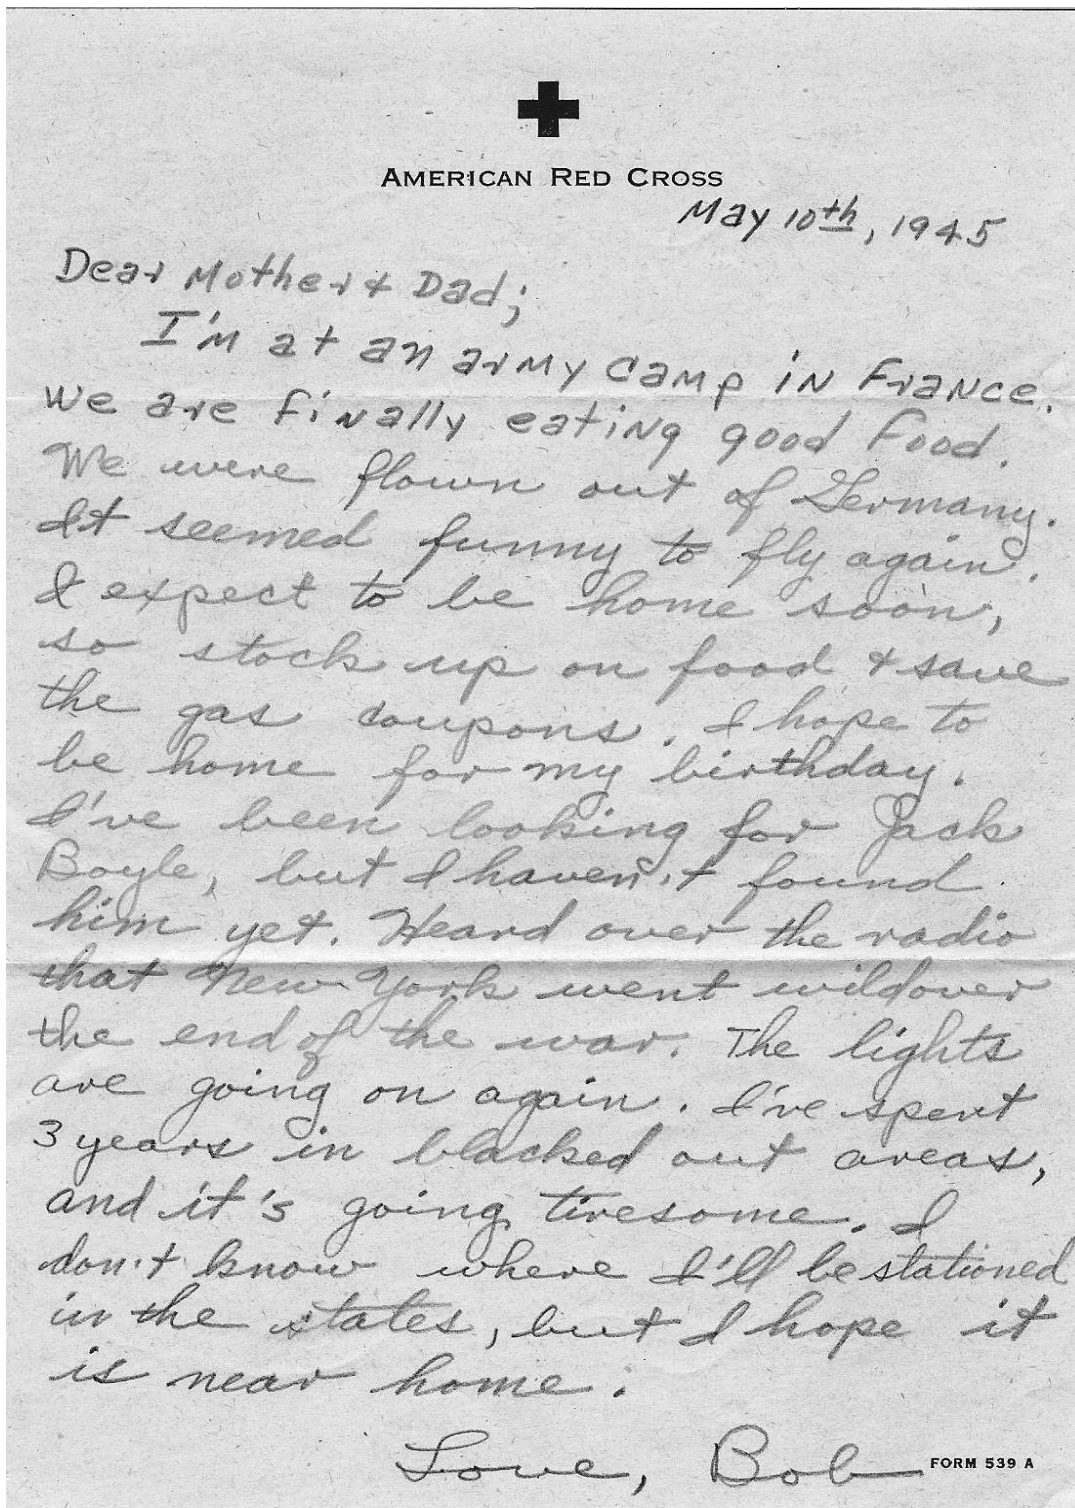 AMERICAN RED CROSS
May 10th, 1945
Dear Mother & Dad;
I'm at an army camp in France.
We are finally eating good food.
We were flown out of Germany.
It seemed funny to fly again.
I expect to be home soon,
so stock up on food & save
the gas coupons. I hope to
be home for my birthday.
I've been looking for Jack
Boyle, but I haven't found
him yet. Heard over the radio
that New York went wild over
the end of the war. The lights
are going on again. I've spent
3 years in blacked out areas,
and it's going tiresome. I
don't know where I'll be stationed
in the states, but I hope it
is near home.
Love, Bob
FORM 539 A